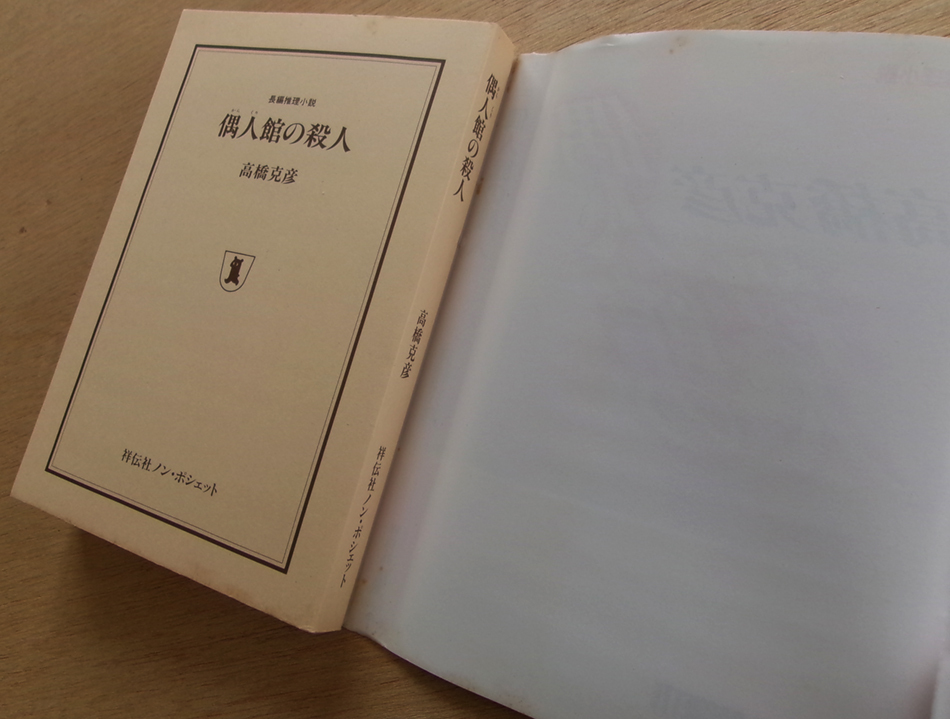 長編推理小説
偶人館の殺人
高橋克彦
祥伝社ノン・ポシェット
偶人館の殺人
高橋克彦
祥伝社ノン・ポシェット